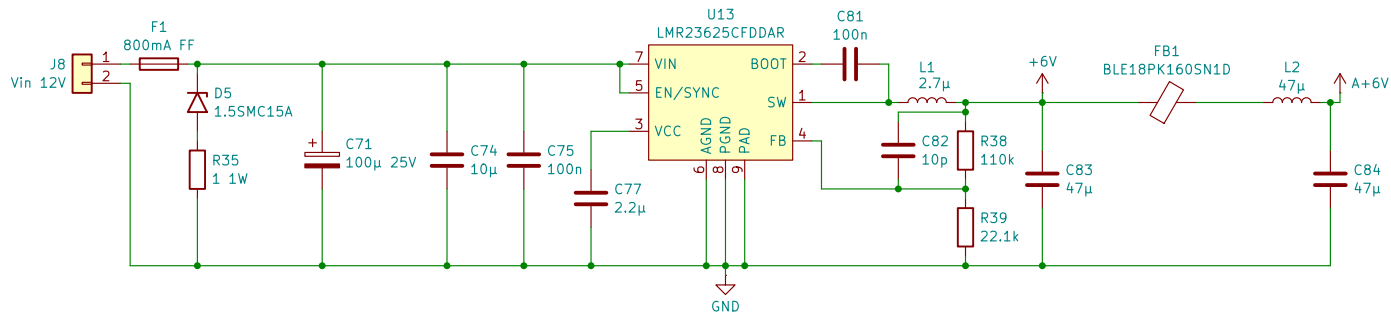 J8
Vin 12V
1
2
F1
800mA FF
D5
1.5SMC15A
R35
1 1W
+
C71
100µ 25V
C74
10µ
C75
100n
C77
2.2µ
U13
LMR23625CFDDAR
7
VIN
5
EN/SYNC
3
VCC
BOOT
2
SW
1
FB
4
AGND
PGND
PAD
6
8
9
GND
C81
100n
L1
2.7µ
C82
10p
R38
110k
R39
22.1k
+6V
C83
47µ
FB1
BLE18PK160SN1D
L2
47µ
A+6V
C84
47µ